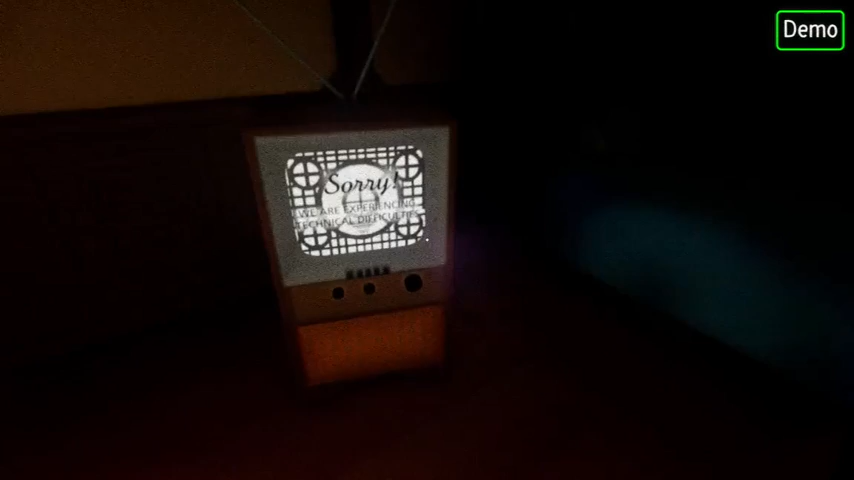 Demo
Sorry!
WE ARE EXPERIENCING
TECHNICAL DIFFICULTIES